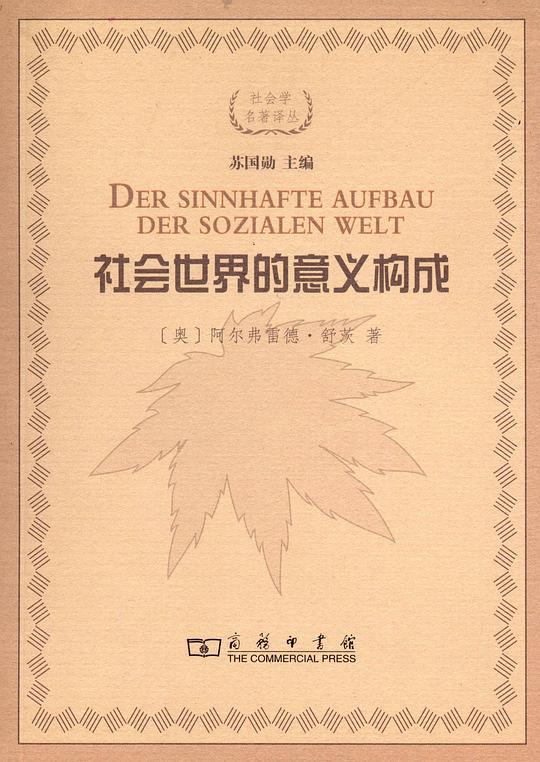 社会学
名著译丛
苏国勋 主编
DER SINNHAFTE AUFBAU
DER SOZIALEN WELT
社会世界的意义构成
〔奥〕阿尔弗雷德·舒茨 著
商務印書館
THE COMMERCIAL PRESS